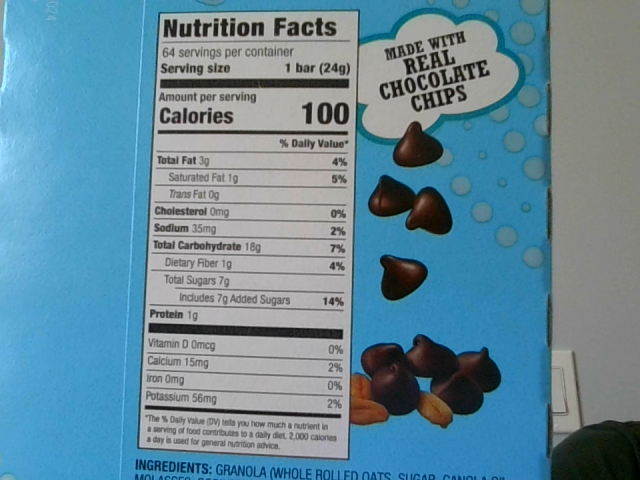 Nutrition Facts
64 servings per container
Serving size 1 bar (24g)
Amount per serving
Calories 100
% Daily Value*
Total Fat 3g 4%
Saturated Fat 1g 5%
Trans Fat 0g
Cholesterol 0mg 0%
Sodium 35mg 2%
Total Carbohydrate 18g 7%
Dietary Fiber 1g 4%
Total Sugars 7g
Includes 7g Added Sugars 14%
Protein 1g
Vitamin D 0mcg 0%
Calcium 15mg 2%
Iron 0mg 0%
Potassium 56mg 2%
*The % Daily Value (DV) tells you how much a nutrient in
a serving of food contributes to a daily diet. 2,000 calories
a day is used for general nutrition advice.
MADE WITH
REAL
CHOCOLATE
CHIPS
INGREDIENTS: GRANOLA (WHOLE ROLLED OATS, SUGAR, CANOLA